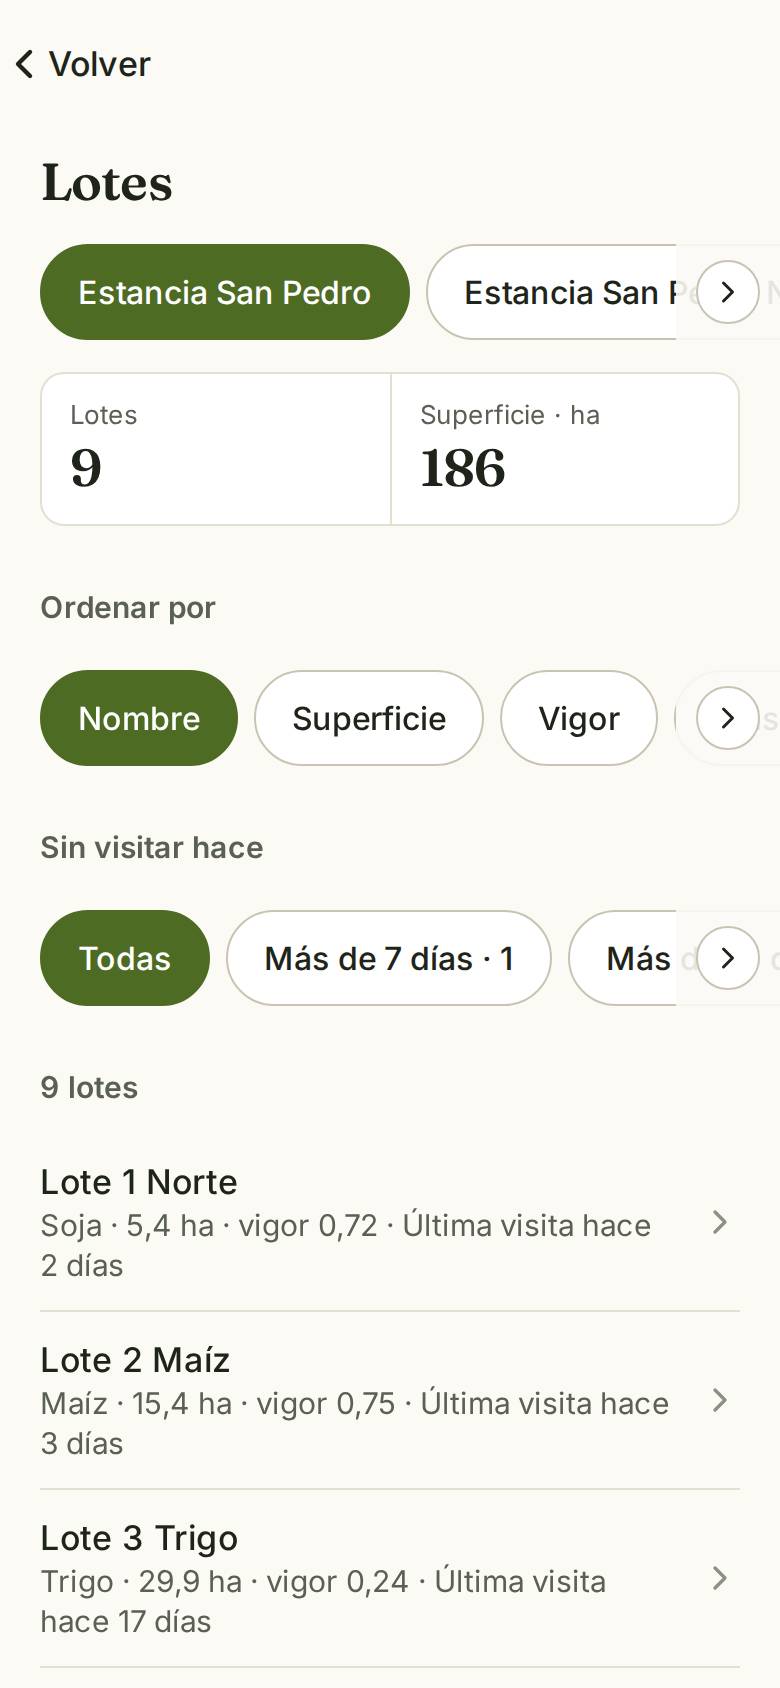 Volver
Lotes
Estancia San Pedro
Estancia San Pe
Lotes
Superficie · ha
9
186
Ordenar por
Nombre
Superficie
Vigor
Sin visitar hace
Todas
Más de 7 días · 1
Más
9 lotes
Lote 1 Norte
Soja · 5,4 ha · vigor 0,72 · Última visita hace
2 días
Lote 2 Maíz
Maíz · 15,4 ha · vigor 0,75 · Última visita hace
3 días
Lote 3 Trigo
Trigo · 29,9 ha · vigor 0,24 · Última visita
hace 17 días